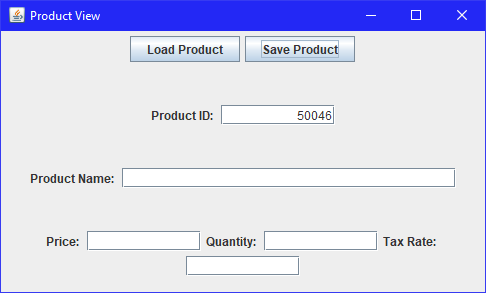 Product View
Load Product Save Product
Product ID: 50046
Product Name:
Price: Quantity: Tax Rate: